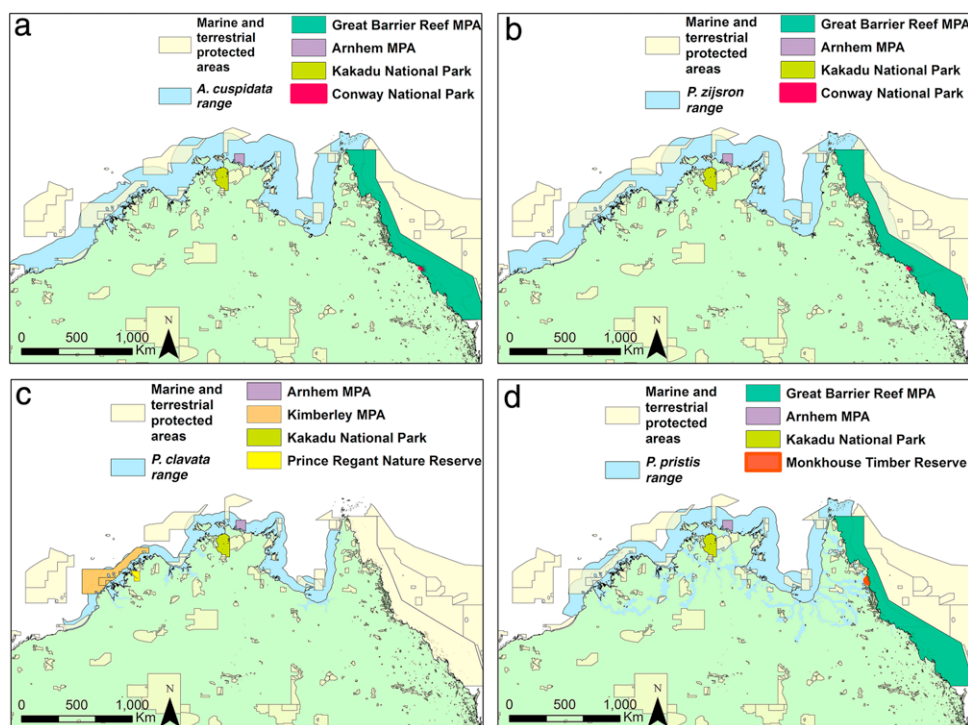 a
Marine and
terrestrial
protected
areas
A. cuspidata
range
Great Barrier Reef MPA
Arnhem MPA
Kakadu National Park
Conway National Park
N
0 500 1,000
Km
b
Marine and
terrestrial
protected
areas
P. zijsron
range
Great Barrier Reef MPA
Arnhem MPA
Kakadu National Park
Conway National Park
N
0 500 1,000
Km
c
Marine and
terrestrial
protected
areas
P. clavata
range
Arnhem MPA
Kimberley MPA
Kakadu National Park
Prince Regant Nature Reserve
N
0 500 1,000
Km
d
Marine and
terrestrial
protected
areas
P. pristis
range
Great Barrier Reef MPA
Arnhem MPA
Kakadu National Park
Monkhouse Timber Reserve
N
0 500 1,000
Km